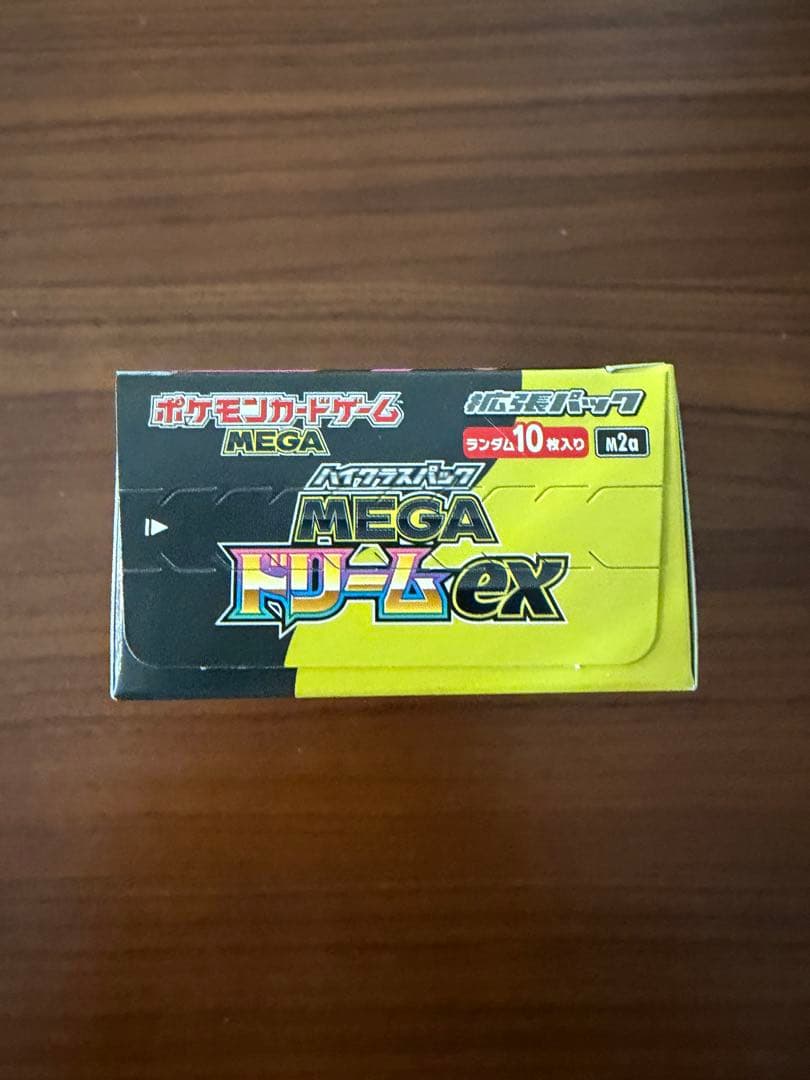 ポケモンカードゲーム
MEGA
拡張パック
ランダム10枚入り M2a
ハイクラスパック
MEGA
ドリームex